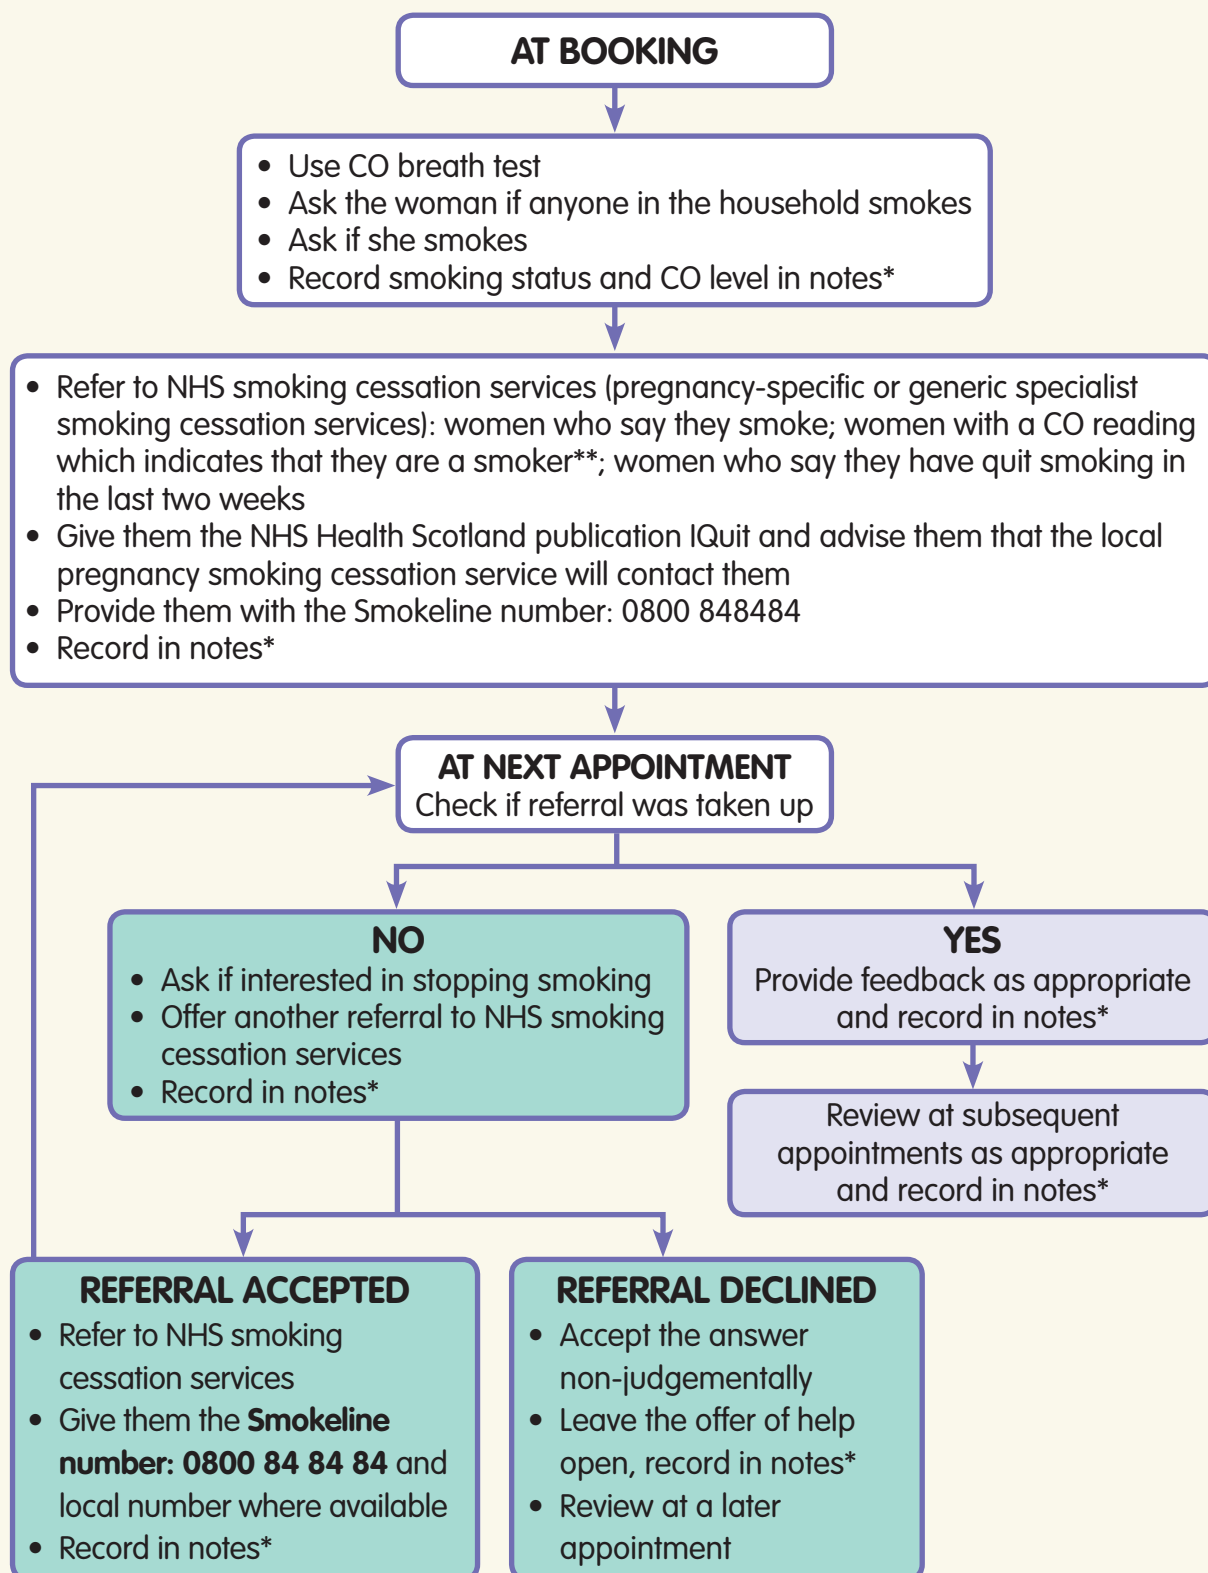 AT BOOKING
• Use CO breath test
• Ask the woman if anyone in the household smokes
• Ask if she smokes
• Record smoking status and CO level in notes*
• Refer to NHS smoking cessation services (pregnancy-specific or generic specialist
smoking cessation services): women who say they smoke; women with a CO reading
which indicates that they are a smoker**; women who say they have quit smoking in
the last two weeks
• Give them the NHS Health Scotland publication IQuit and advise them that the local
pregnancy smoking cessation service will contact them
• Provide them with the Smokeline number: 0800 848484
• Record in notes*
AT NEXT APPOINTMENT
Check if referral was taken up
NO
• Ask if interested in stopping smoking
• Offer another referral to NHS smoking
cessation services
• Record in notes*
YES
Provide feedback as appropriate
and record in notes*
Review at subsequent
appointments as appropriate
and record in notes*
REFERRAL ACCEPTED
• Refer to NHS smoking
cessation services
• Give them the Smokeline
number: 0800 84 84 84 and
local number where available
• Record in notes*
REFERRAL DECLINED
• Accept the answer
non-judgementally
• Leave the offer of help
open, record in notes*
• Review at a later
appointment